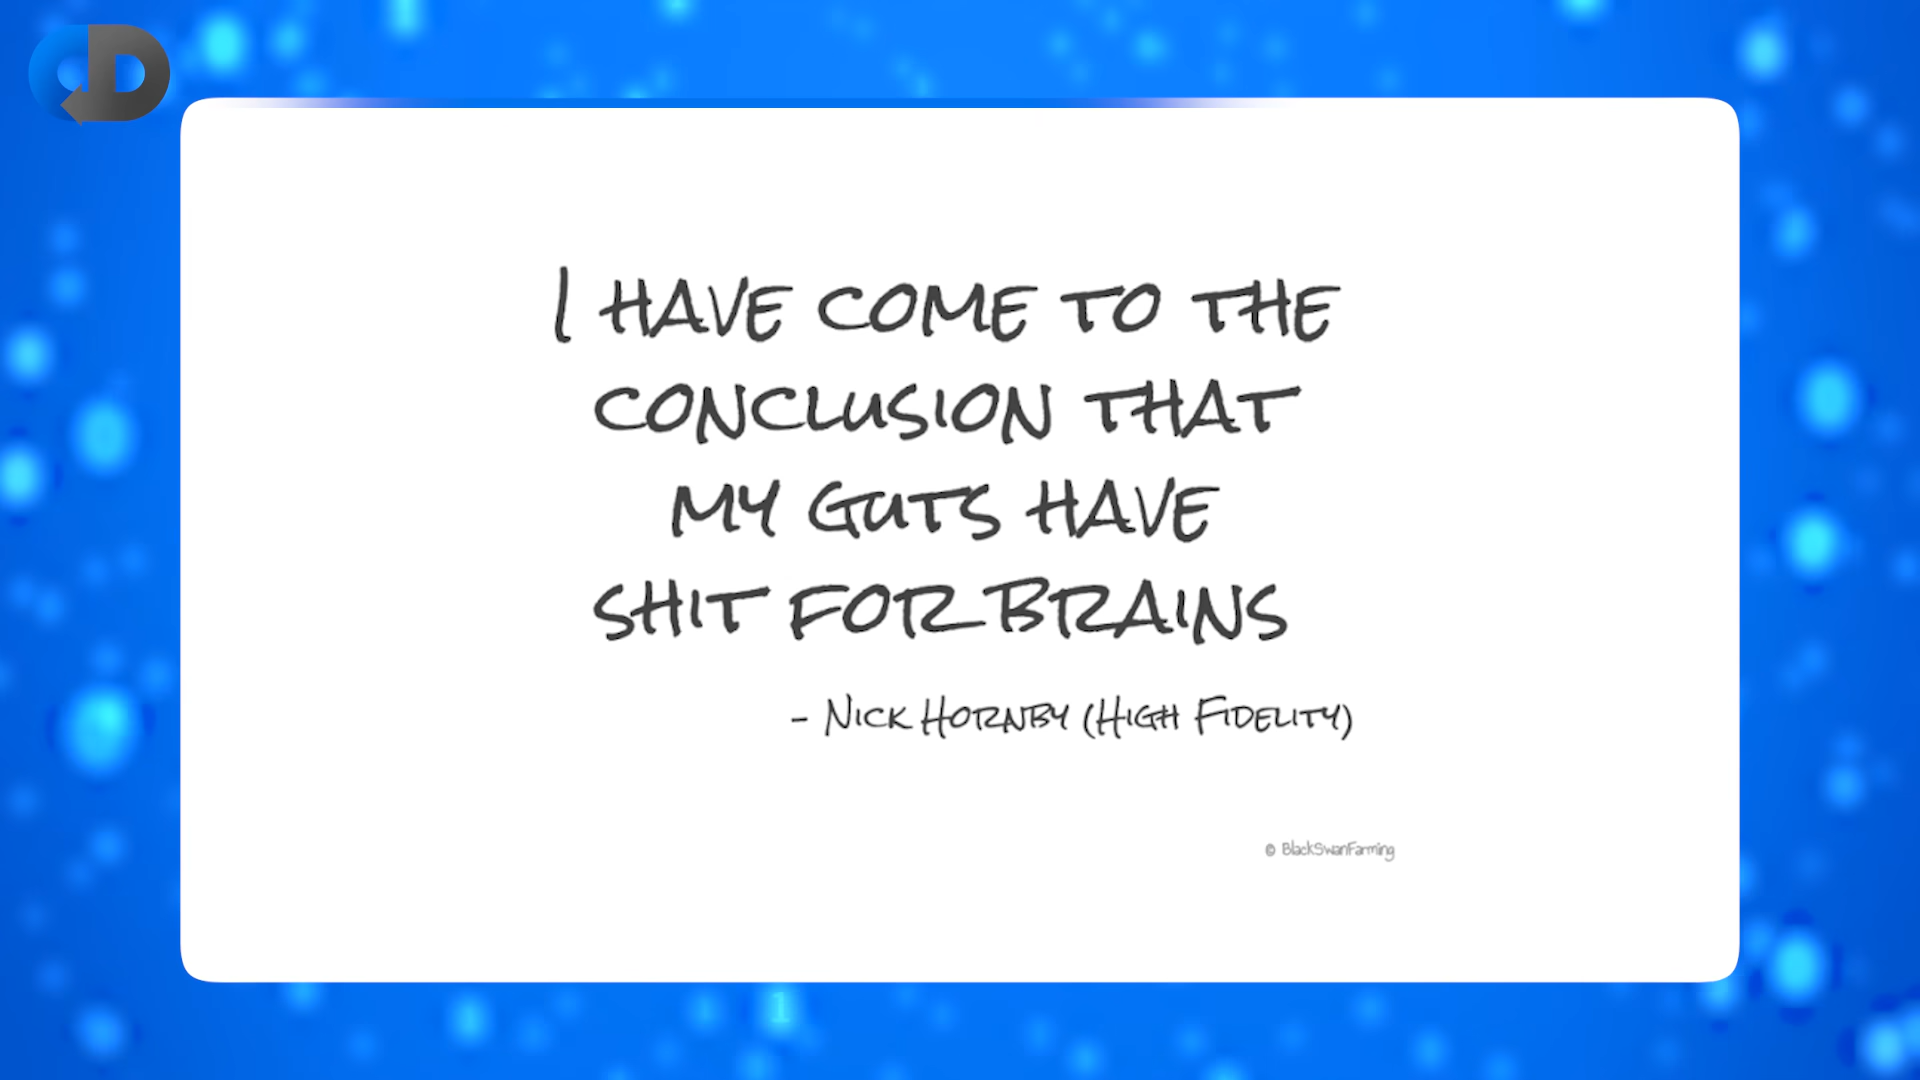 I HAVE COME TO THE
CONCLUSION THAT
MY GUTS HAVE
SHIT FOR BRAINS
- NICK HORNBY (HIGH FIDELITY)
© BlackSwanFarming